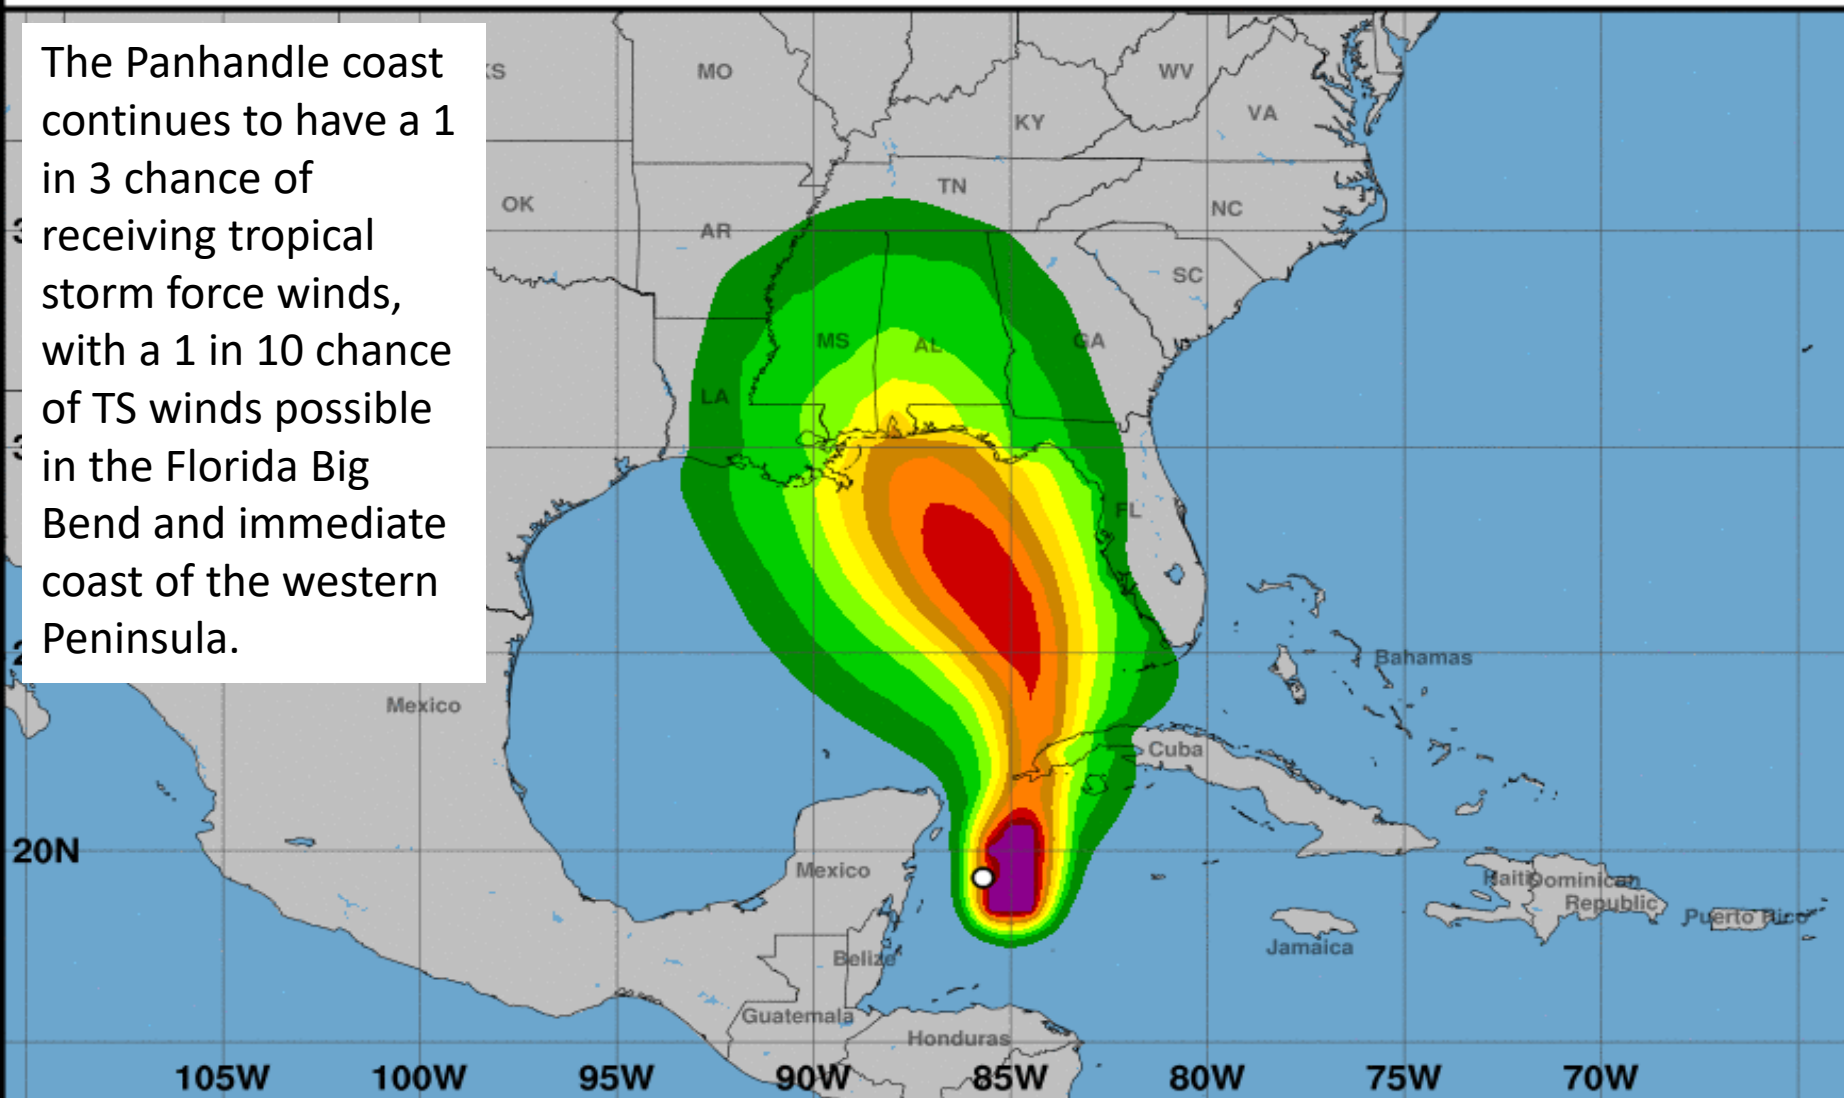 The Panhandle coast
continues to have a 1
in 3 chance of
receiving tropical
storm force winds,
with a 1 in 10 chance
of TS winds possible
in the Florida Big
Bend and immediate
coast of the western
Peninsula.
MO
WV
VA
KY
TN
OK
NC
AR
SC
MS
AL
GA
LA
FL
Bahamas
Mexico
Cuba
20N
Mexico
Haiti
Dominican
Republic
Puerto Rico
Jamaica
Belize
Guatemala
Honduras
105W 100W 95W 90W 85W 80W 75W 70W